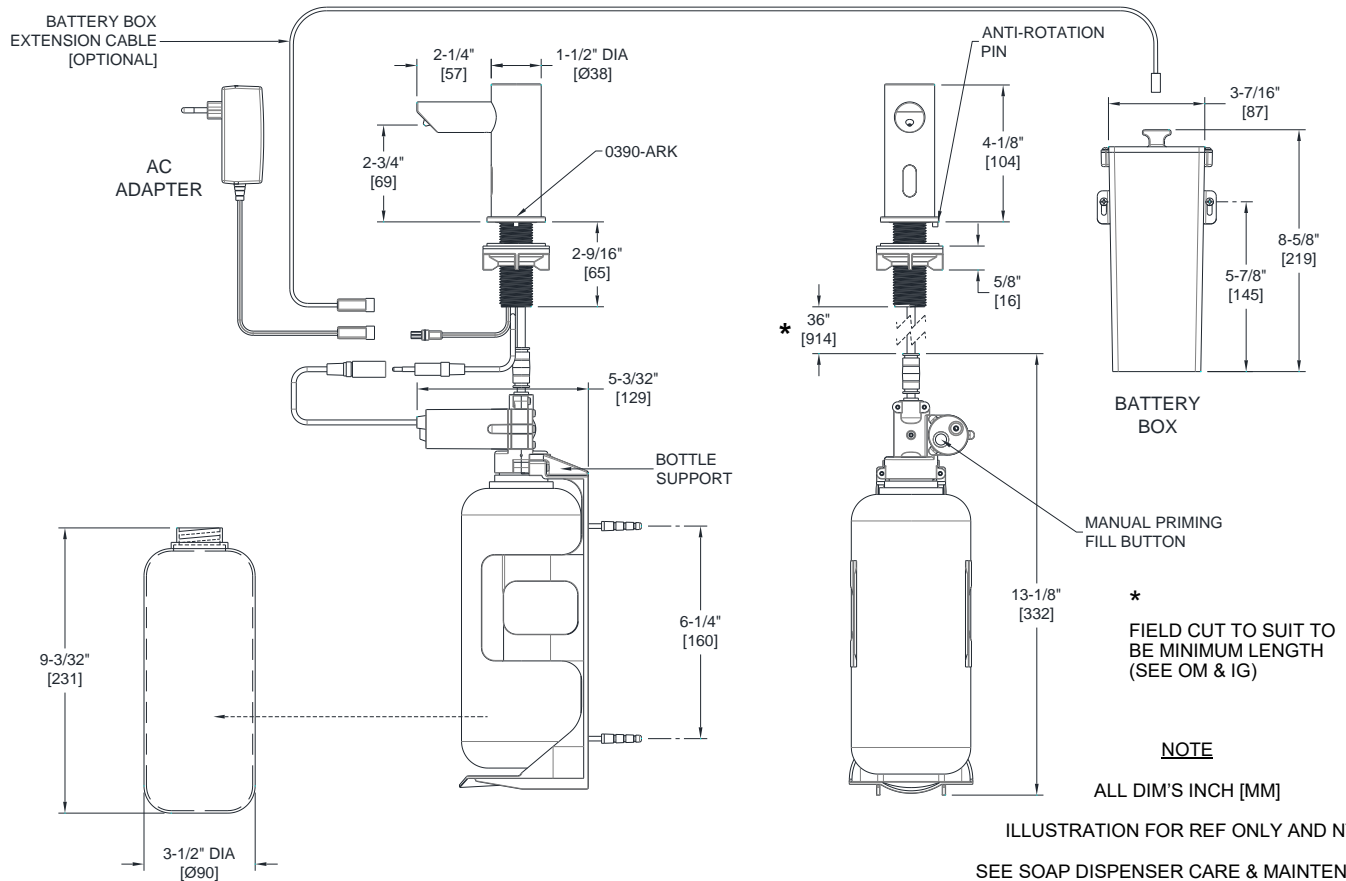 BATTERY BOX
EXTENSION CABLE
[OPTIONAL]
2-1/4"
[57]
1-1/2" DIA
[Ø38]
ANTI-ROTATION
PIN
3-7/16"
[87]
AC
ADAPTER
2-3/4"
[69]
0390-ARK
4-1/8"
[104]
2-9/16"
[65]
5/8"
[16]
8-5/8"
[219]
5-7/8"
[145]
* 36"
[914]
5-3/32"
[129]
BATTERY
BOX
BOTTLE
SUPPORT
MANUAL PRIMING
FILL BUTTON
6-1/4"
[160]
13-1/8"
[332]
9-3/32"
[231]
3-1/2" DIA
[Ø90]
*
FIELD CUT TO SUIT TO
BE MINIMUM LENGTH
(SEE OM & IG)
NOTE
ALL DIM'S INCH [MM]
ILLUSTRATION FOR REF ONLY AND
SEE SOAP DISPENSER CARE &